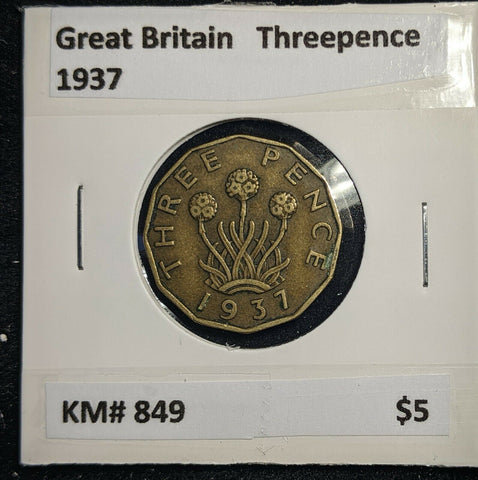 Great Britain Threepence
1937
THREE PENCE
1937
KM# 849 $5